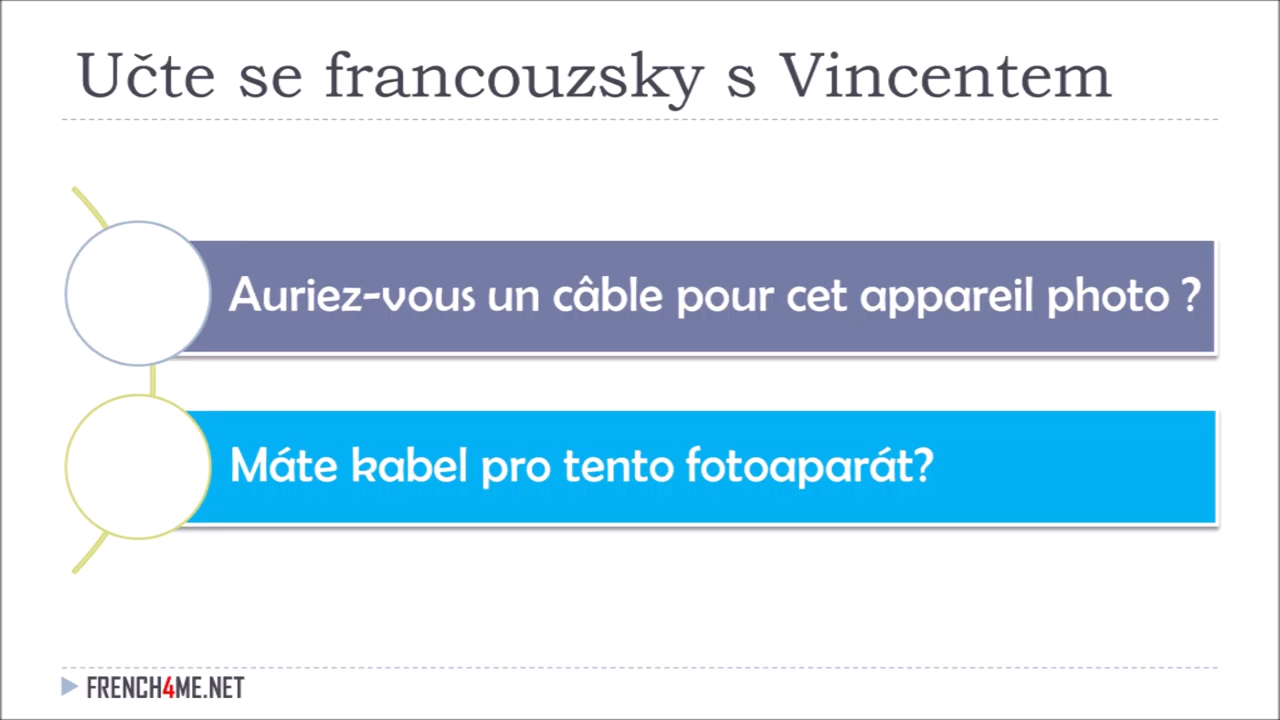 Učte se francouzsky s Vincentem
Auriez-vous un câble pour cet appareil photo ?
Máte kabel pro tento fotoaparát?
FRENCH4ME.NET